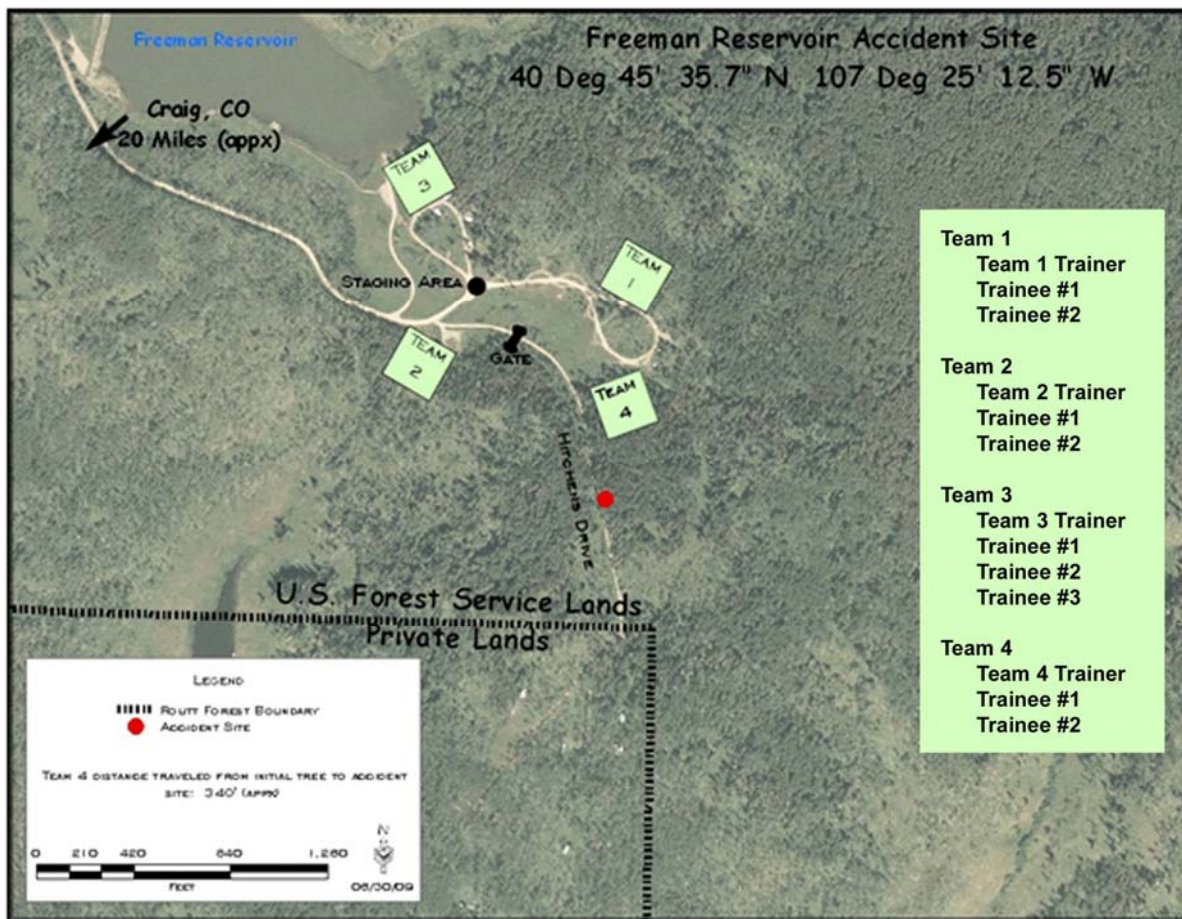 Freeman Reservoir
Freeman Reservoir Accident Site
40 Deg 45' 35.7" N 107 Deg 25' 12.5" W
Craig, CO
20 Miles (appx)
TEAM
3
STAGING AREA
TEAM
1
TEAM
2
GATE
TEAM
4
HITCHENS DRIVE
U.S. Forest Service Lands
Private Lands
Team 1
Team 1 Trainer
Trainee #1
Trainee #2
Team 2
Team 2 Trainer
Trainee #1
Trainee #2
Team 3
Team 3 Trainer
Trainee #1
Trainee #2
Trainee #3
Team 4
Team 4 Trainer
Trainee #1
Trainee #2
LEGEND
ROUTT FOREST BOUNDARY
ACCIDENT SITE
TEAM 4 DISTANCE TRAVELED FROM INITIAL TREE TO ACCIDENT
SITE: 340' (APPX)
N
0 210 420 840 1,260
FEET
06/30/09